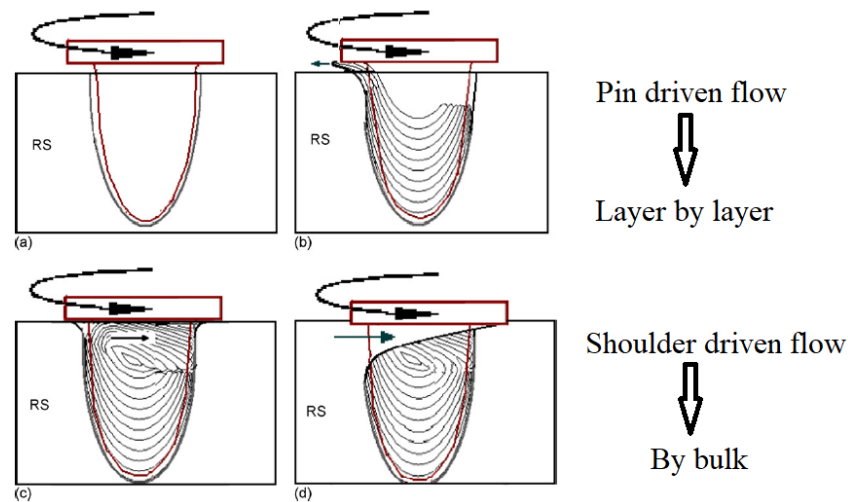 RS
(a)
RS
(b)
Pin driven flow
Layer by layer
RS
(c)
RS
(d)
Shoulder driven flow
By bulk